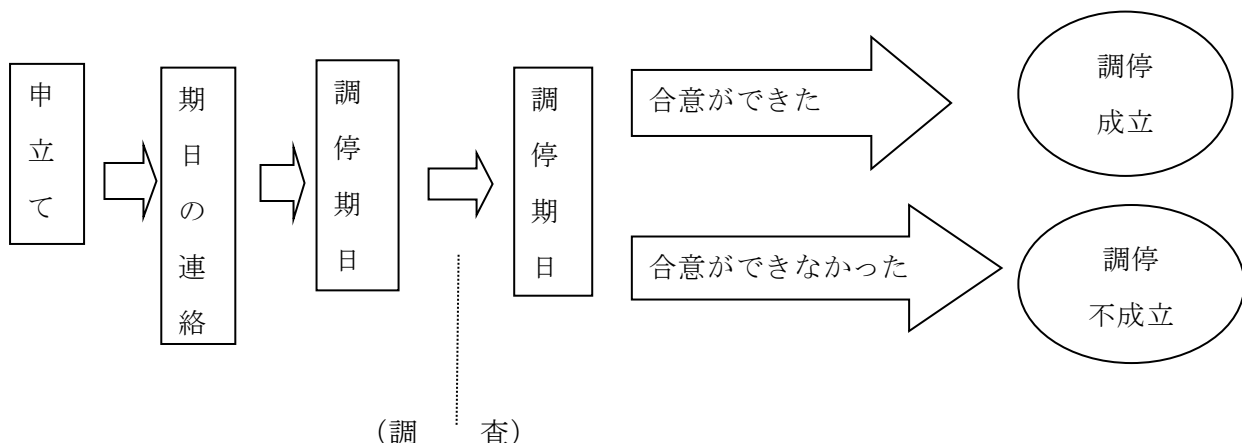 申立て
期日の連絡
調停期日
調停期日
合意ができた
調停
成立
合意ができなかった
調停
不成立
（調　査）